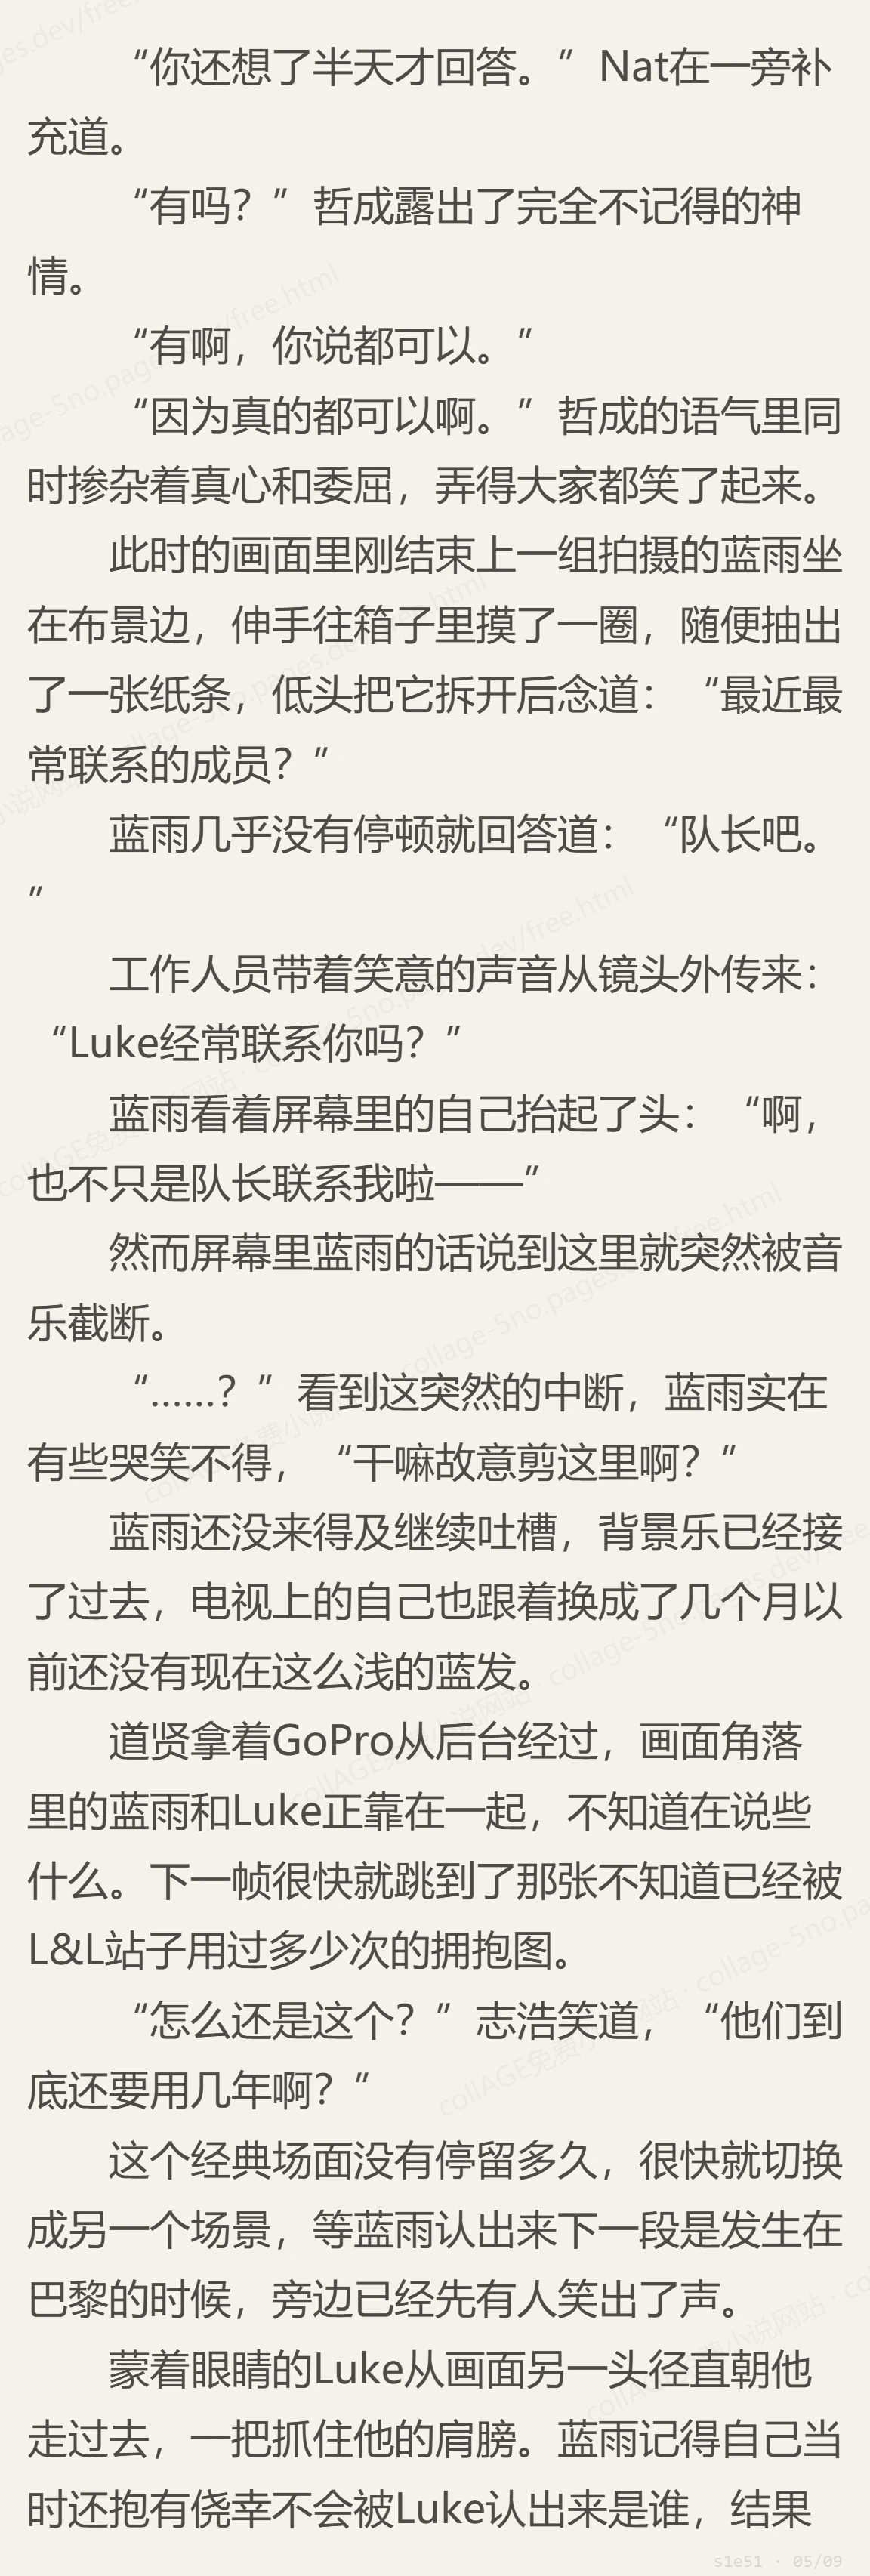 “你还想了半天才回答。”Nat在一旁补
充道。
“有吗？”哲成露出了完全不记得的神
情。
“有啊，你说都可以。”
“因为真的都可以啊。”哲成的语气里同
时掺杂着真心和委屈，弄得大家都笑了起来。
此时的画面里刚结束上一组拍摄的蓝雨坐
在布景边，伸手往箱子里摸了一圈，随便抽出
了一张纸条，低头把它拆开后念道：“最近最
常联系的成员？”
蓝雨几乎没有停顿就回答道：“队长吧。
”
工作人员带着笑意的声音从镜头外传来：
“Luke经常联系你吗？”
蓝雨看着屏幕里的自己抬起了头：“啊，
也不只是队长联系我啦——”
然而屏幕里蓝雨的话说到这里就突然被音
乐截断。
“……？”看到这突然的中断，蓝雨实在
有些哭笑不得，“干嘛故意剪这里啊？”
蓝雨还没来得及继续吐槽，背景乐已经接
了过去，电视上的自己也跟着换成了几个月以
前还没有现在这么浅的蓝发。
道贤拿着GoPro从后台经过，画面角落
里的蓝雨和Luke正靠在一起，不知道在说些
什么。下一帧很快就跳到了那张不知道已经被
L&L站子用过多少次的拥抱图。
“怎么还是这个？”志浩笑道，“他们到
底还要用几年啊？”
这个经典场面没有停留多久，很快就切换
成另一个场景，等蓝雨认出来下一段是发生在
巴黎的时候，旁边已经先有人笑出了声。
蒙着眼睛的Luke从画面另一头径直朝他
走过去，一把抓住他的肩膀。蓝雨记得自己当
时还抱有侥幸不会被Luke认出来是谁，结果
s1e51 · 05/09
collAGE免费小说网站 · collage-5no.pages.dev/free.html